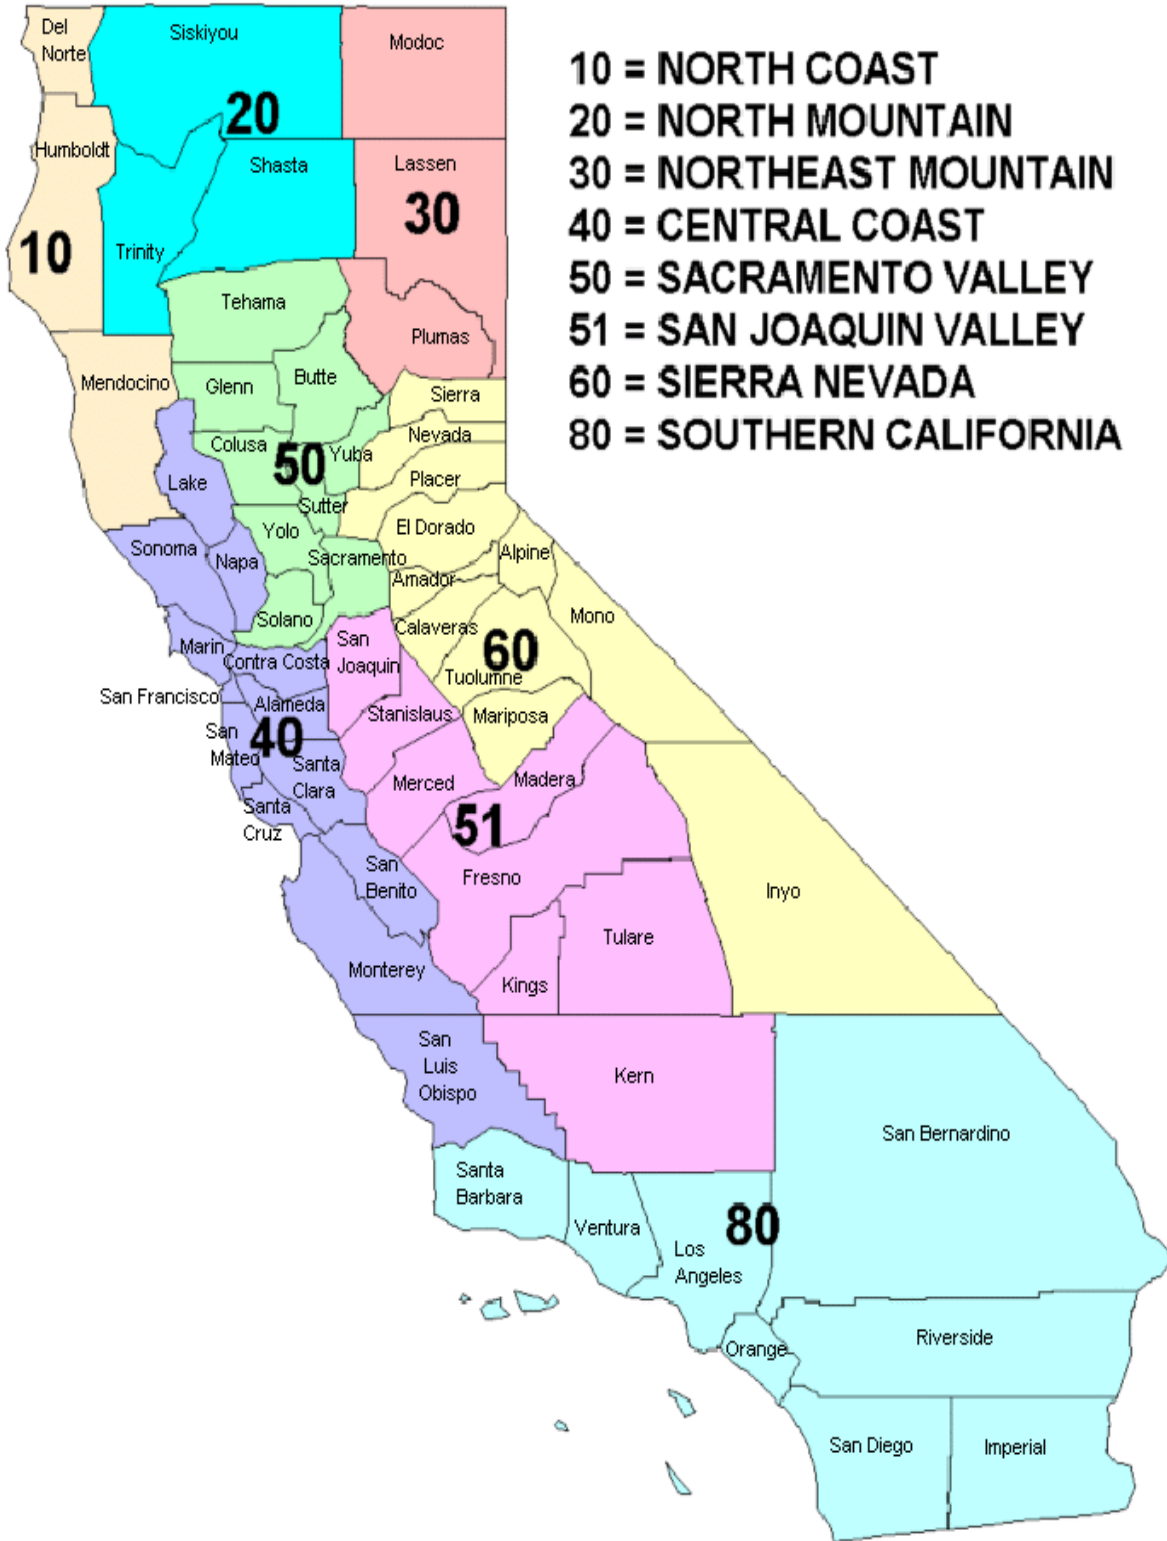 Del
Norte
Siskiyou
Modoc
10 = NORTH COAST
20 = NORTH MOUNTAIN
30 = NORTHEAST MOUNTAIN
40 = CENTRAL COAST
50 = SACRAMENTO VALLEY
51 = SAN JOAQUIN VALLEY
60 = SIERRA NEVADA
80 = SOUTHERN CALIFORNIA
20
Humboldt
Shasta
Lassen
30
10
Trinity
Tehama
Plumas
Mendocino
Glenn
Butte
Sierra
Colusa
Nevada
50
Yuba
Lake
Placer
Sutter
Yolo
El Dorado
Sonoma
Napa
Sacramento
Alpine
Amador
Solano
Mono
Calaveras
Marin
San
Joaquin
60
Contra Costa
Tuolumne
San Francisco
Alameda
Stanislaus
Mariposa
San
Mateo
40
Santa
Clara
Merced
Madera
Santa
Cruz
51
San
Benito
Fresno
Inyo
Tulare
Monterey
Kings
San
Luis
Obispo
Kern
San Bernardino
Santa
Barbara
Ventura
80
Los
Angeles
Orange
Riverside
San Diego
Imperial